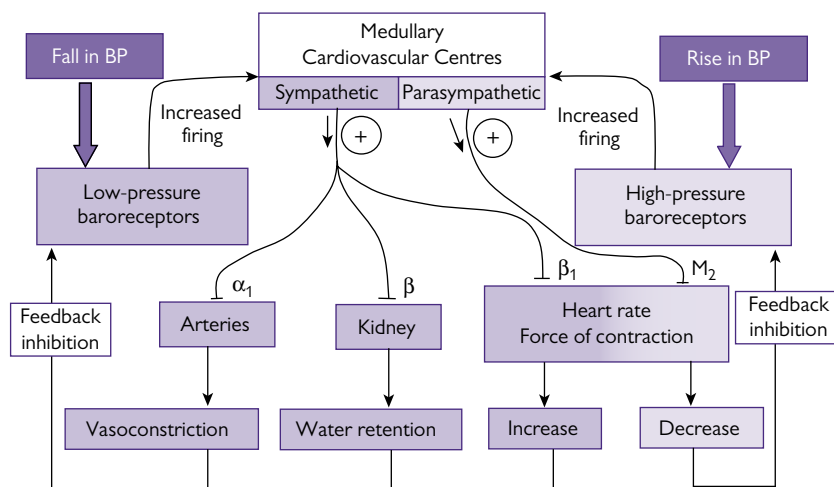 Medullary
Cardiovascular Centres
Fall in BP
Rise in BP
Sympathetic
Parasympathetic
Increased
firing
+
+
Increased
firing
Low-pressure
baroreceptors
High-pressure
baroreceptors
α1
β
β1
M2
Feedback
inhibition
Arteries
Kidney
Heart rate
Force of contraction
Feedback
inhibition
Vasoconstriction
Water retention
Increase
Decrease